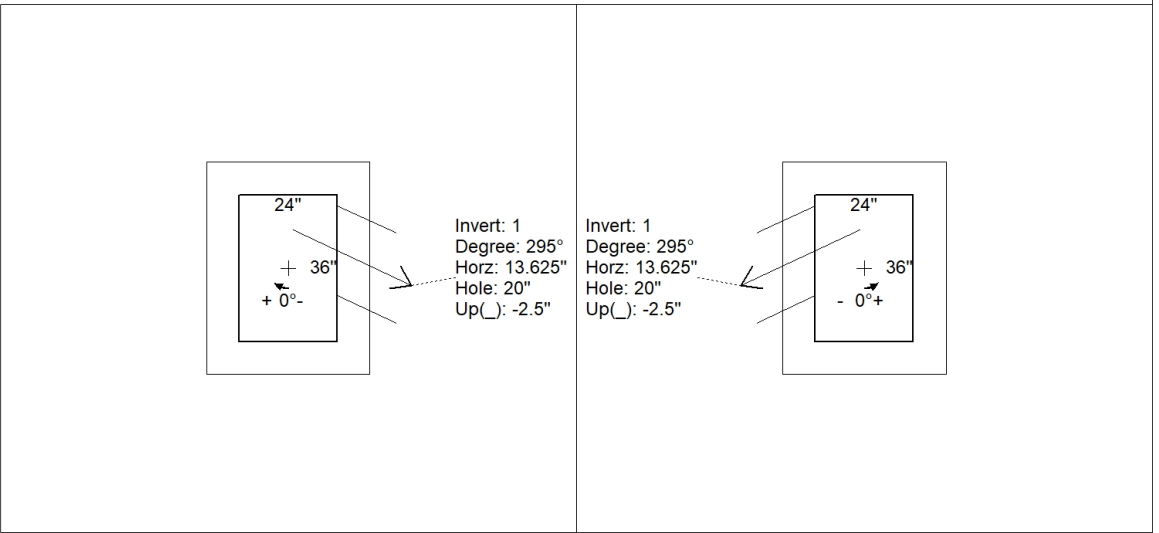 24"
36"
+ 0°-
Invert: 1
Degree: 295°
Horz: 13.625"
Hole: 20"
Up(_): -2.5"
Invert: 1
Degree: 295°
Horz: 13.625"
Hole: 20"
Up(_): -2.5"
24"
36"
- 0°+